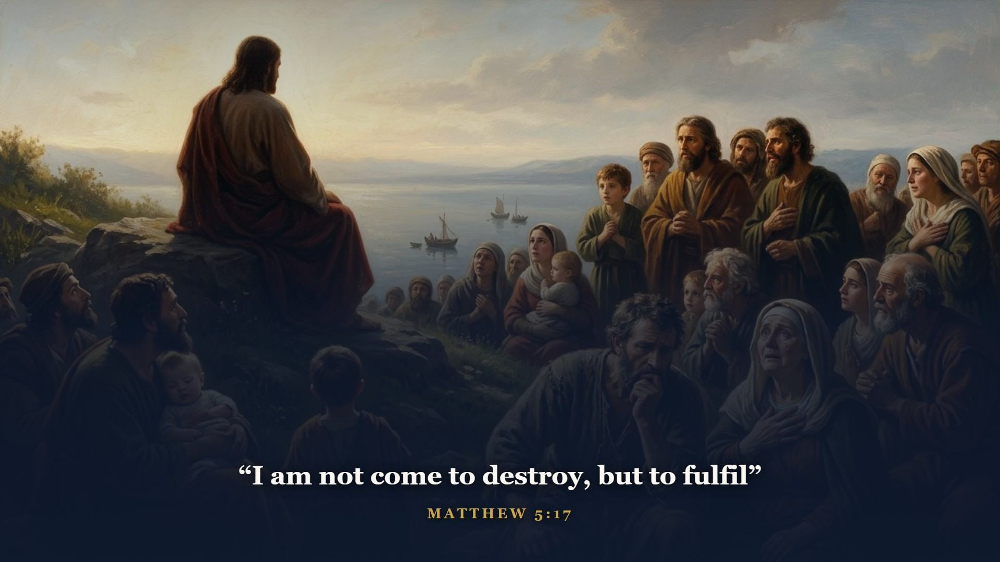 “I am not come to destroy, but to fulfil”
MATTHEW 5:17